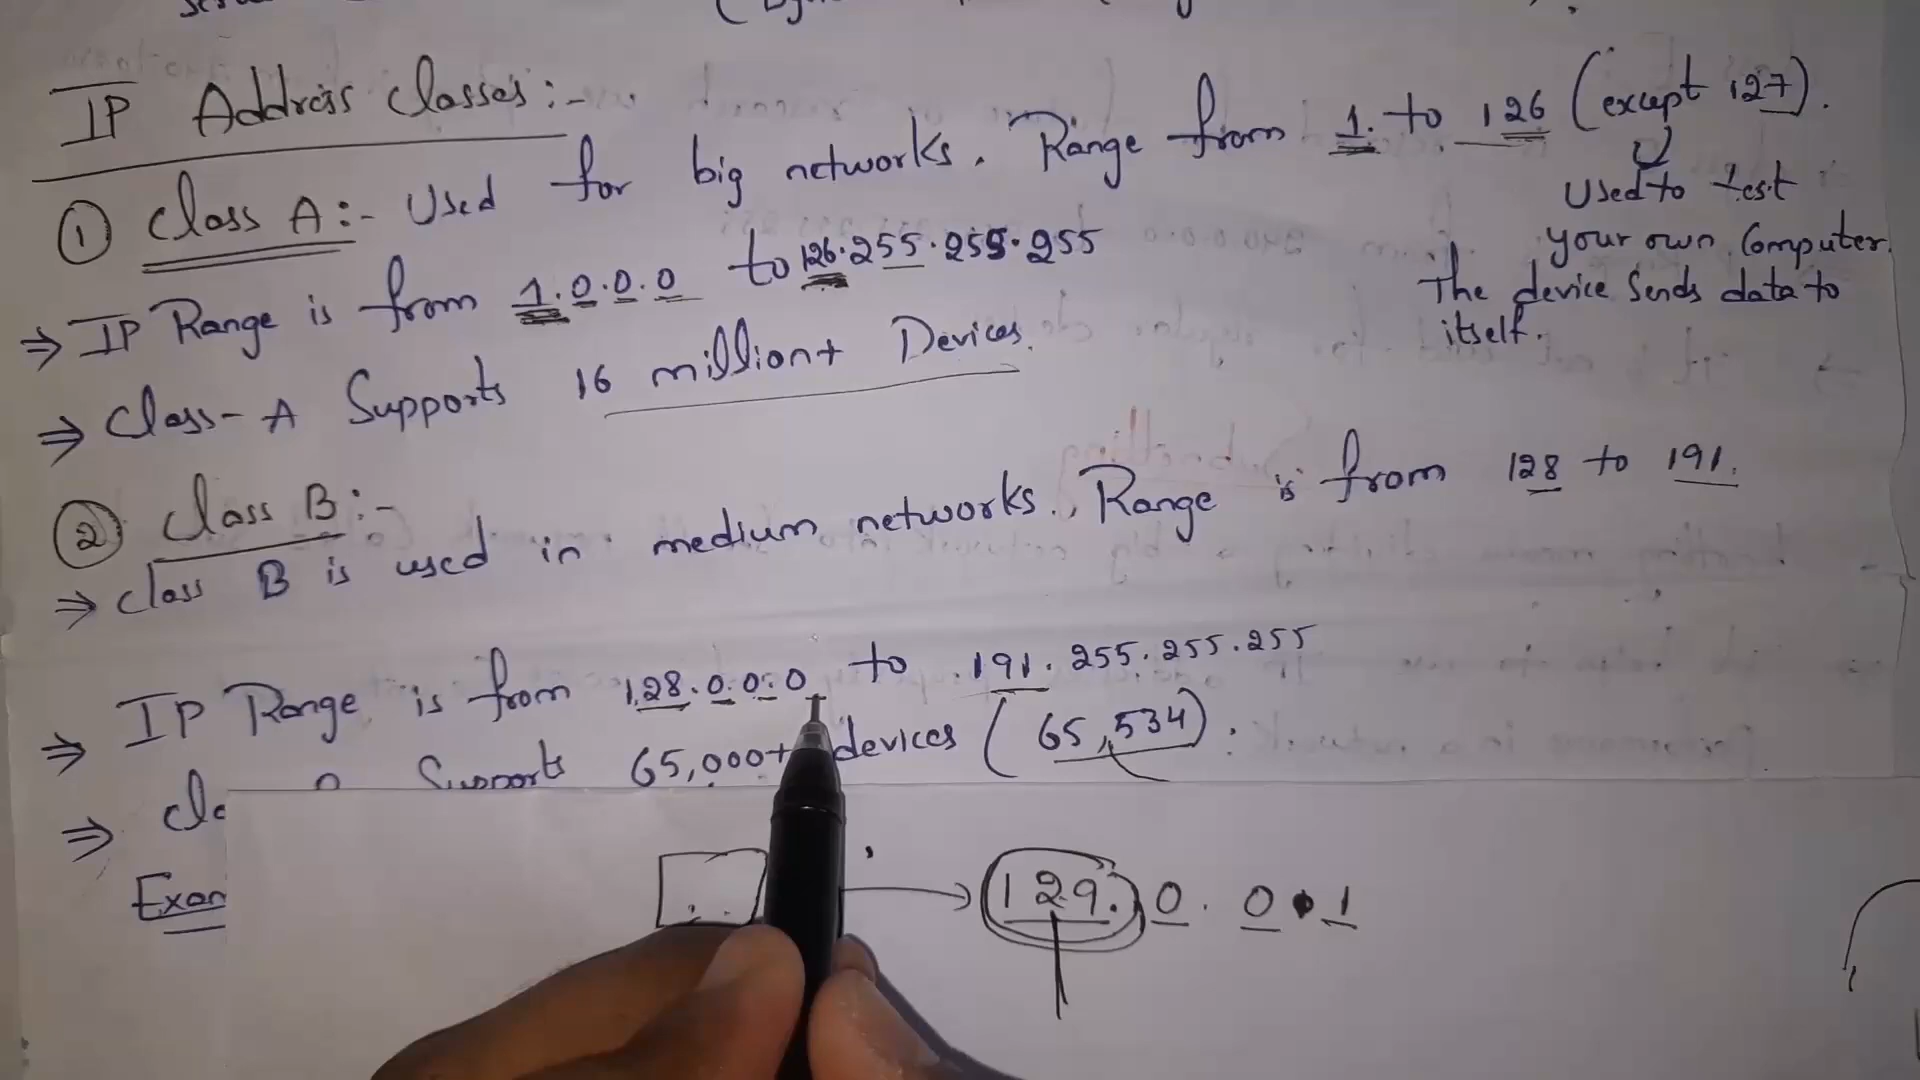 IP Address Classes:-
① Class A:- Used for big networks. Range from 1. to 126 (except 127).
Used to test
your own Computer.
The device Sends data to
itself.
⇒ IP Range is from 1.0.0.0 to 126.255.255.255
⇒ Class-A Supports 16 million+ Devices.
② Class B:-
⇒ Class B is used in medium networks. Range is from 128 to 191.
⇒ IP Range is from 128.0.0.0 to 191.255.255.255
⇒ Supports 65,000+ devices (65,534).
129.0.0.1